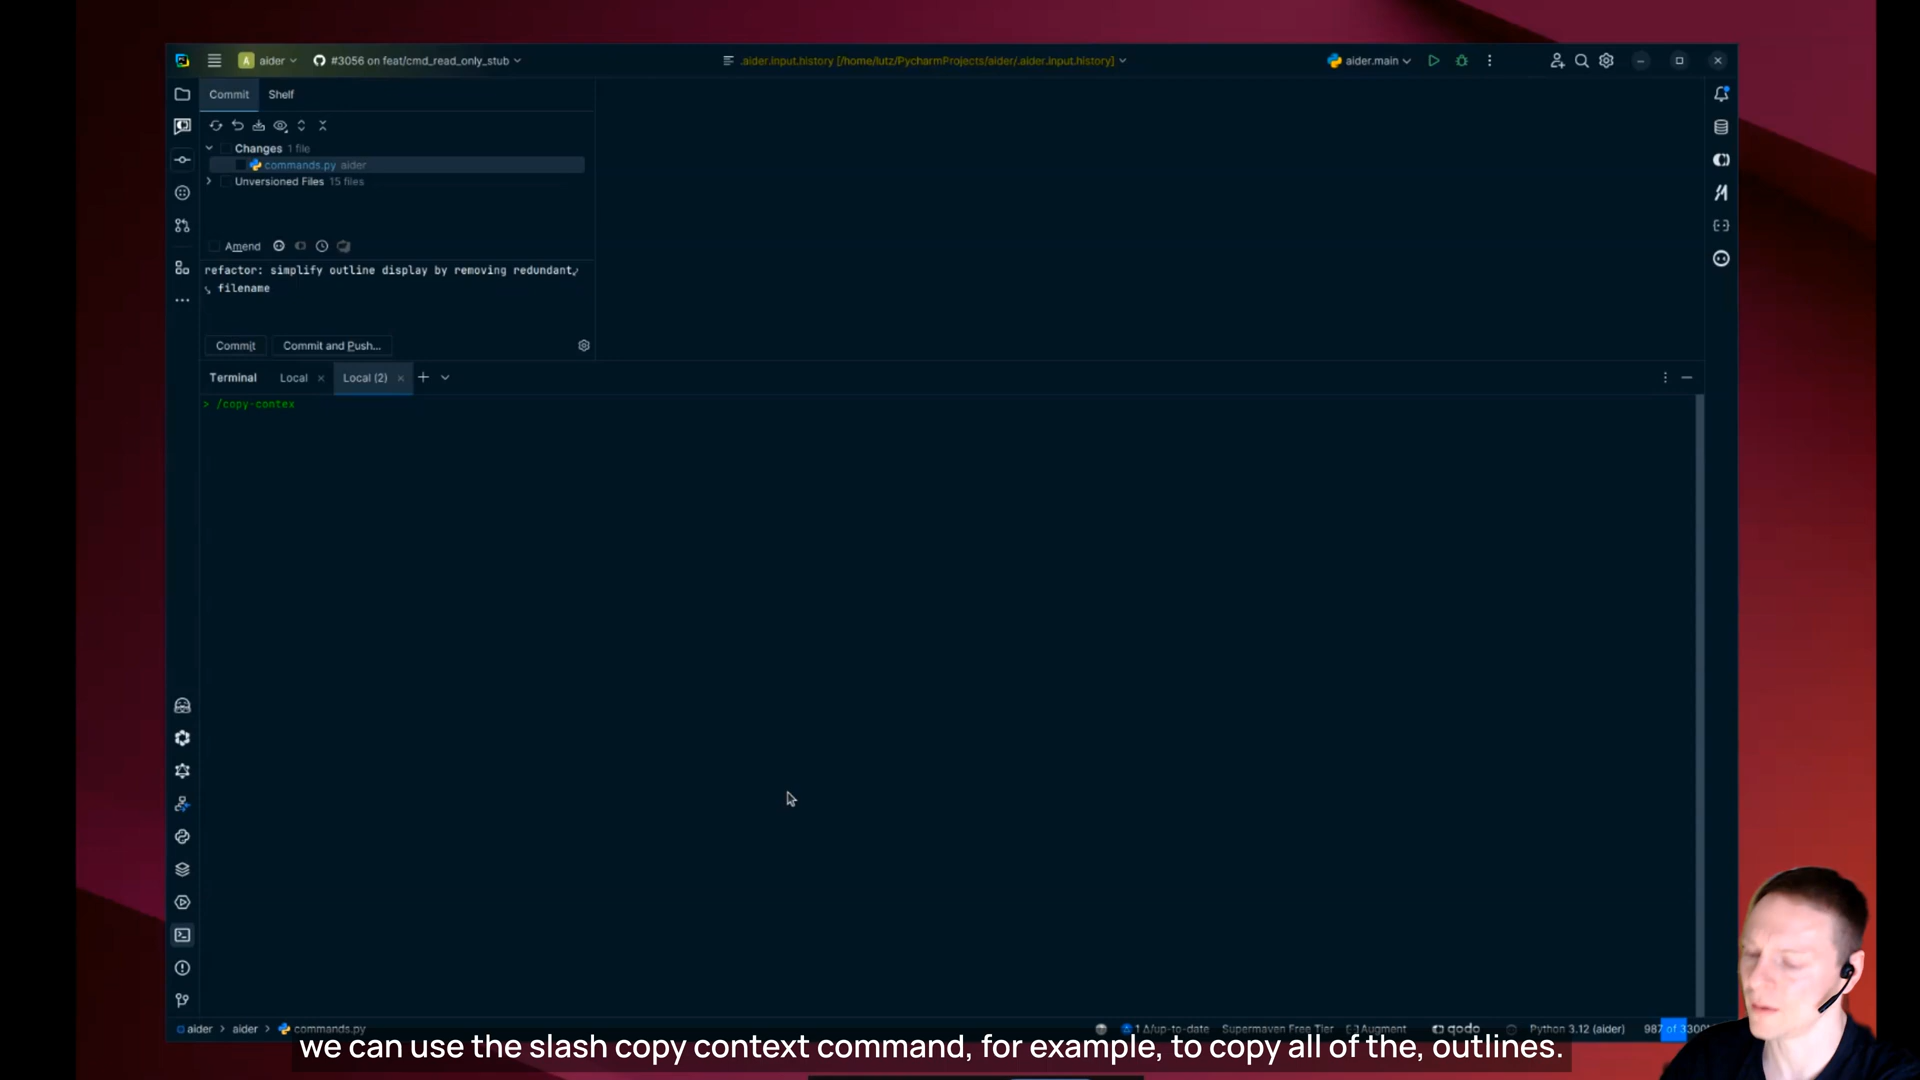 A aider #3056 on feat/cmd_read_only_stub .aider.input.history [/home/lutz/PycharmProjects/aider/.aider.input.history] aider.main
Commit Shelf
Changes 1 file
commands.py aider
Unversioned Files 15 files
Amend
refactor: simplify outline display by removing redundant
filename
Commit Commit and Push...
Terminal Local Local (2)
> /copy-contex
aider > aider > commands.py 1 Δ/up-to-date Supermaven Free Tier Augment qodo Python 3.12 (aider)
we can use the slash copy context command, for example, to copy all of the, outlines.